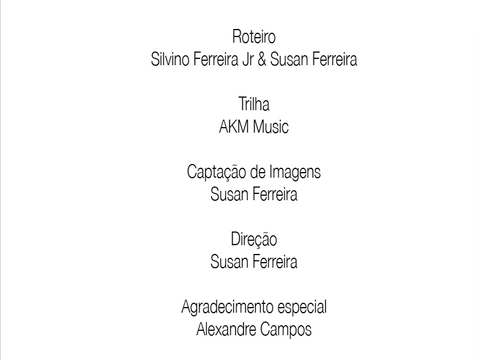 Roteiro
Silvino Ferreira Jr & Susan Ferreira
Trilha
AKM Music
Captação de Imagens
Susan Ferreira
Direção
Susan Ferreira
Agradecimento especial
Alexandre Campos